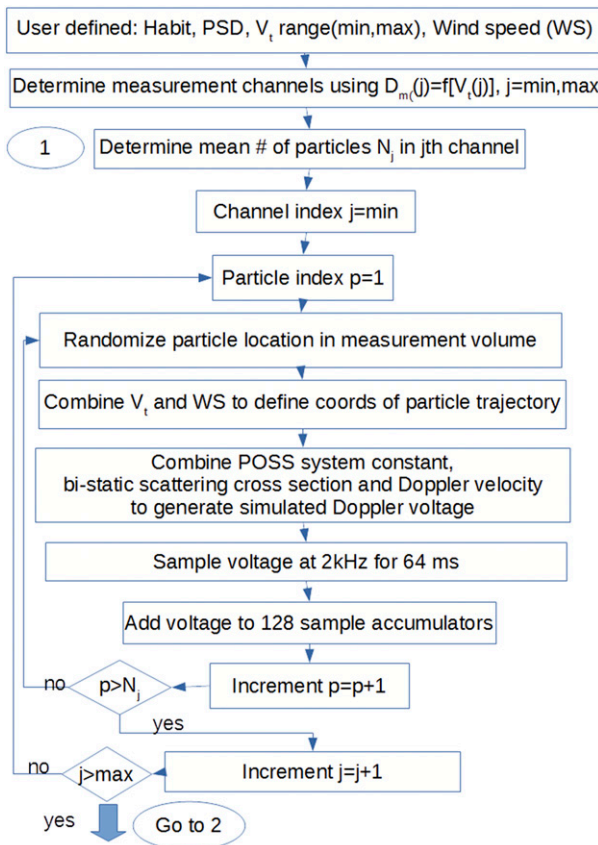 User defined: Habit, PSD, Vt range(min,max), Wind speed (WS)
Determine measurement channels using Dm((j)=f[Vt(j)], j=min,max
1
Determine mean # of particles Nj in jth channel
Channel index j=min
Particle index p=1
Randomize particle location in measurement volume
Combine Vt and WS to define coords of particle trajectory
Combine POSS system constant,
bi-static scattering cross section and Doppler velocity
to generate simulated Doppler voltage
Sample voltage at 2kHz for 64 ms
Add voltage to 128 sample accumulators
no
p>Nj
Increment p=p+1
yes
no
j>max
Increment j=j+1
yes
Go to 2